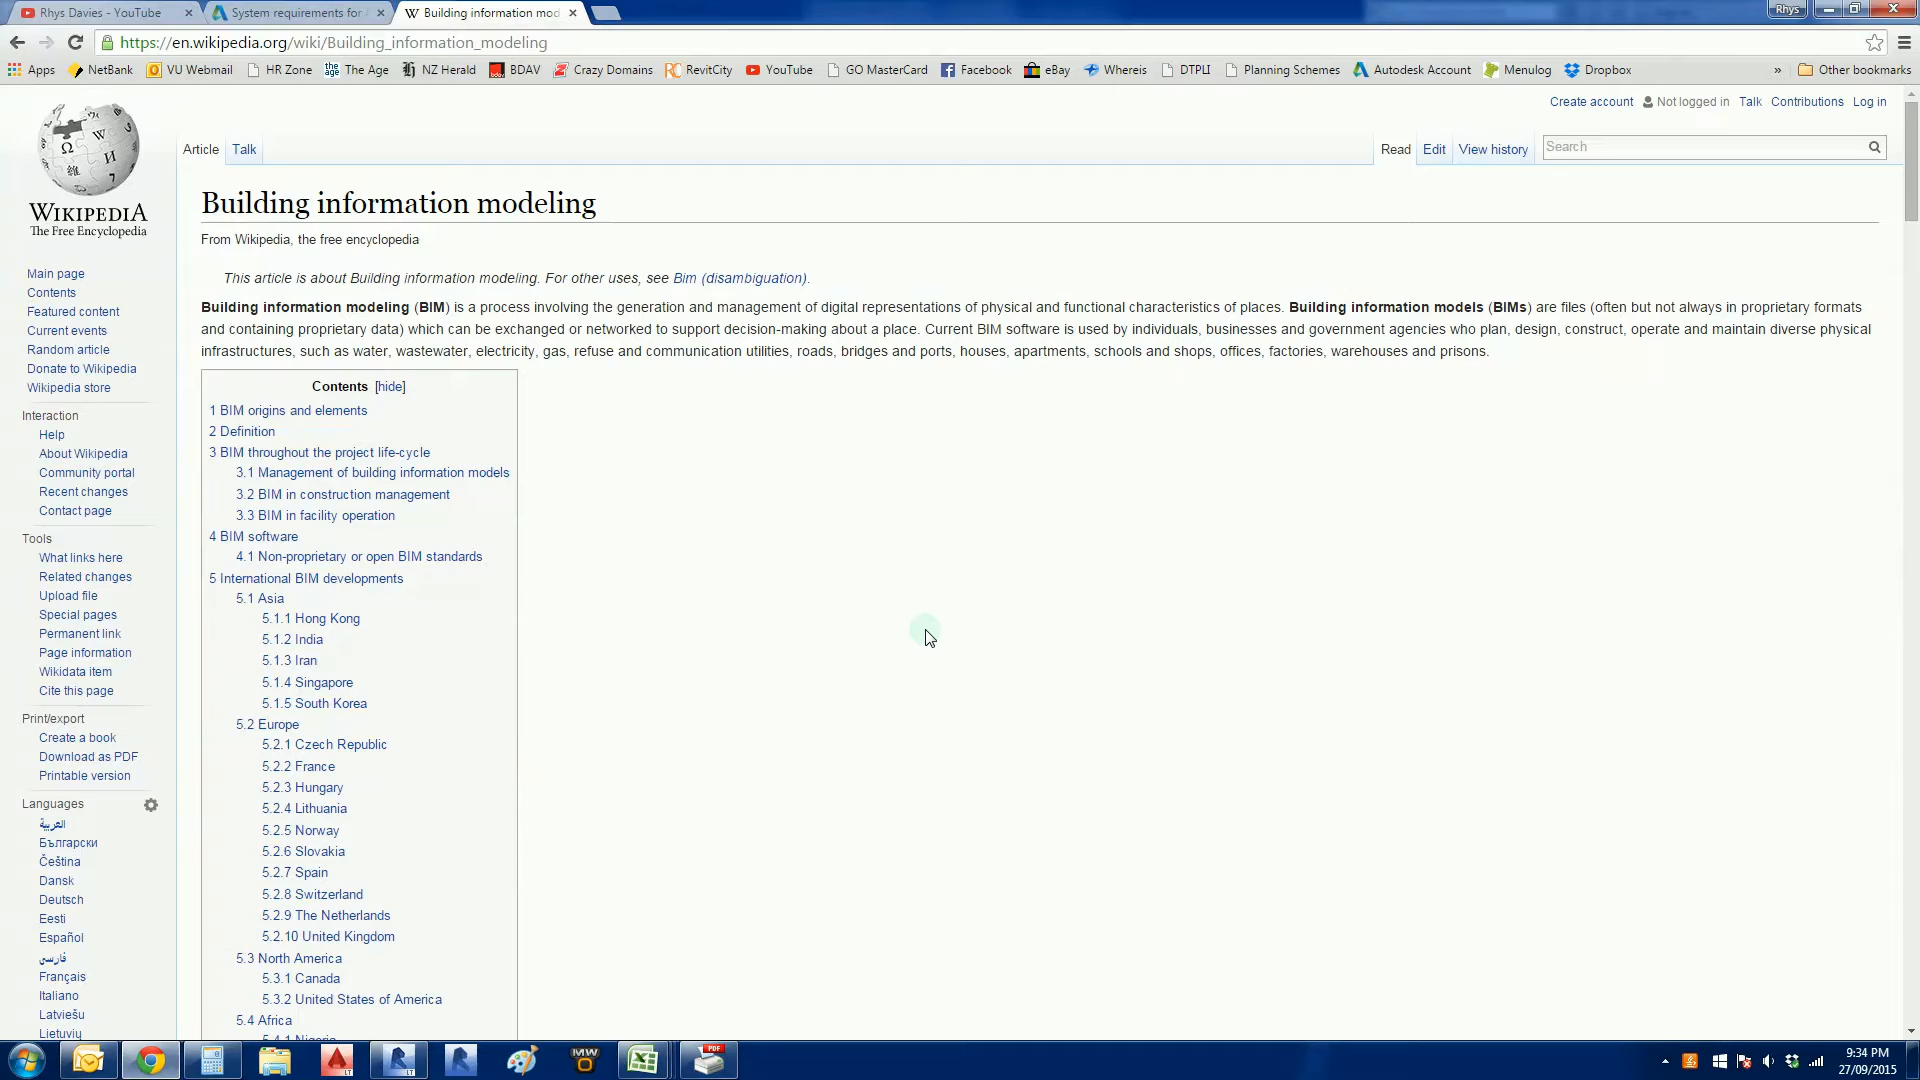 Rhys Davies - YouTube
System requirements for
Building information mod
Rhys
https://en.wikipedia.org/wiki/Building_information_modeling
Apps NetBank VU Webmail HR Zone The Age NZ Herald BDAV Crazy Domains RevitCity YouTube GO MasterCard Facebook eBay Whereis DTPLI Planning Schemes Autodesk Account Menulog Dropbox » Other bookmarks
Create account Not logged in Talk Contributions Log in
Article Talk
Read Edit View history Search
WIKIPEDIA
The Free Encyclopedia
Main page
Contents
Featured content
Current events
Random article
Donate to Wikipedia
Wikipedia store
Interaction
Help
About Wikipedia
Community portal
Recent changes
Contact page
Tools
What links here
Related changes
Upload file
Special pages
Permanent link
Page information
Wikidata item
Cite this page
Print/export
Create a book
Download as PDF
Printable version
Languages
العربية
Български
Čeština
Dansk
Deutsch
Eesti
Español
فارسی
Français
Italiano
Latviešu
Lietuvių
Building information modeling
From Wikipedia, the free encyclopedia
This article is about Building information modeling. For other uses, see Bim (disambiguation).
Building information modeling (BIM) is a process involving the generation and management of digital representations of physical and functional characteristics of places. Building information models (BIMs) are files (often but not always in proprietary formats
and containing proprietary data) which can be exchanged or networked to support decision-making about a place. Current BIM software is used by individuals, businesses and government agencies who plan, design, construct, operate and maintain diverse physical
infrastructures, such as water, wastewater, electricity, gas, refuse and communication utilities, roads, bridges and ports, houses, apartments, schools and shops, offices, factories, warehouses and prisons.
Contents [hide]
1 BIM origins and elements
2 Definition
3 BIM throughout the project life-cycle
3.1 Management of building information models
3.2 BIM in construction management
3.3 BIM in facility operation
4 BIM software
4.1 Non-proprietary or open BIM standards
5 International BIM developments
5.1 Asia
5.1.1 Hong Kong
5.1.2 India
5.1.3 Iran
5.1.4 Singapore
5.1.5 South Korea
5.2 Europe
5.2.1 Czech Republic
5.2.2 France
5.2.3 Hungary
5.2.4 Lithuania
5.2.5 Norway
5.2.6 Slovakia
5.2.7 Spain
5.2.8 Switzerland
5.2.9 The Netherlands
5.2.10 United Kingdom
5.3 North America
5.3.1 Canada
5.3.2 United States of America
5.4 Africa
5.4.1 Nigeria
9:34 PM
27/09/2015